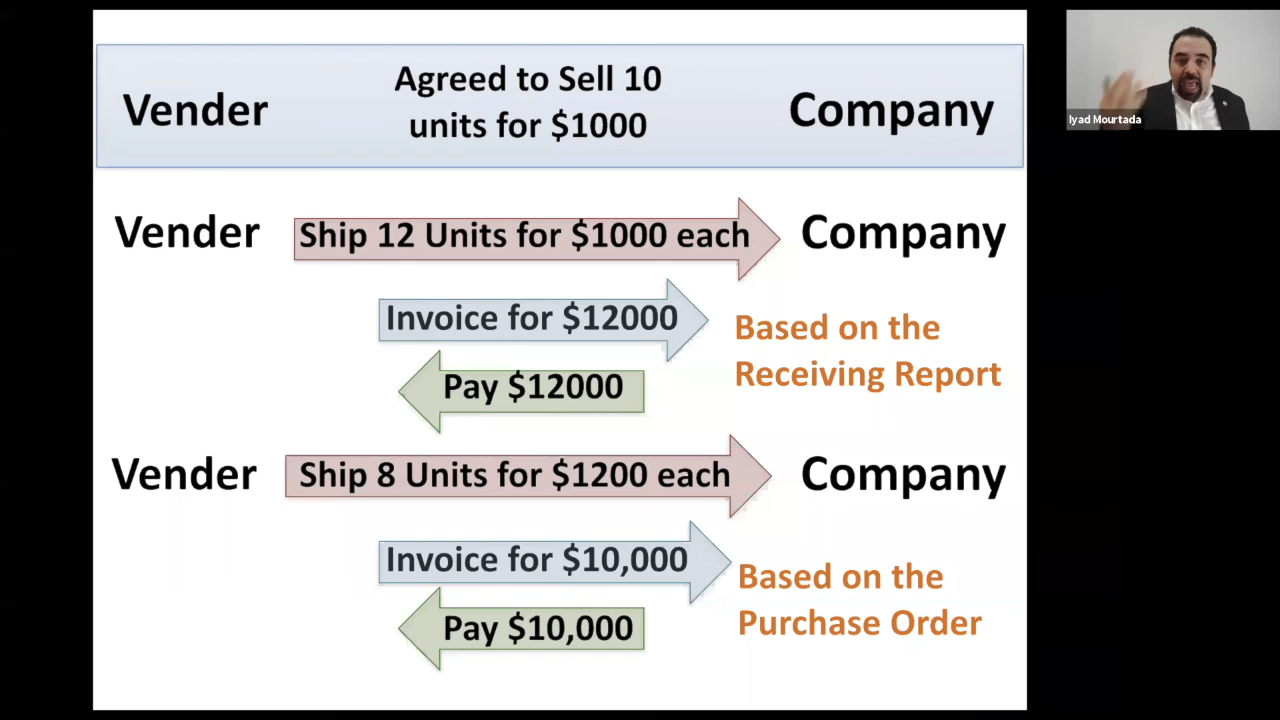 Vender
Agreed to Sell 10
units for $1000
Company
Iyad Mourtada
Vender
Ship 12 Units for $1000 each
Company
Invoice for $12000
Based on the
Receiving Report
Pay $12000
Vender
Ship 8 Units for $1200 each
Company
Invoice for $10,000
Based on the
Purchase Order
Pay $10,000